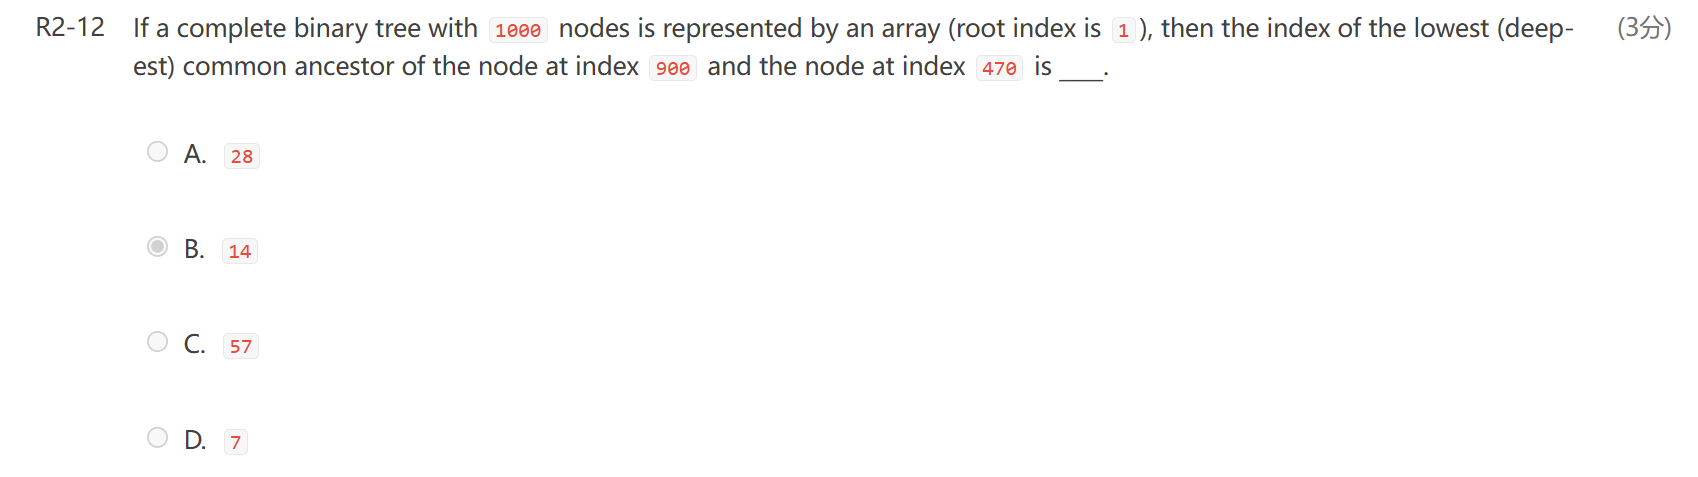 R2-12 If a complete binary tree with 1000 nodes is represented by an array (root index is 1), then the index of the lowest (deep- (3分)
est) common ancestor of the node at index 900 and the node at index 470 is ____.
A. 28
B. 14
C. 57
D. 7